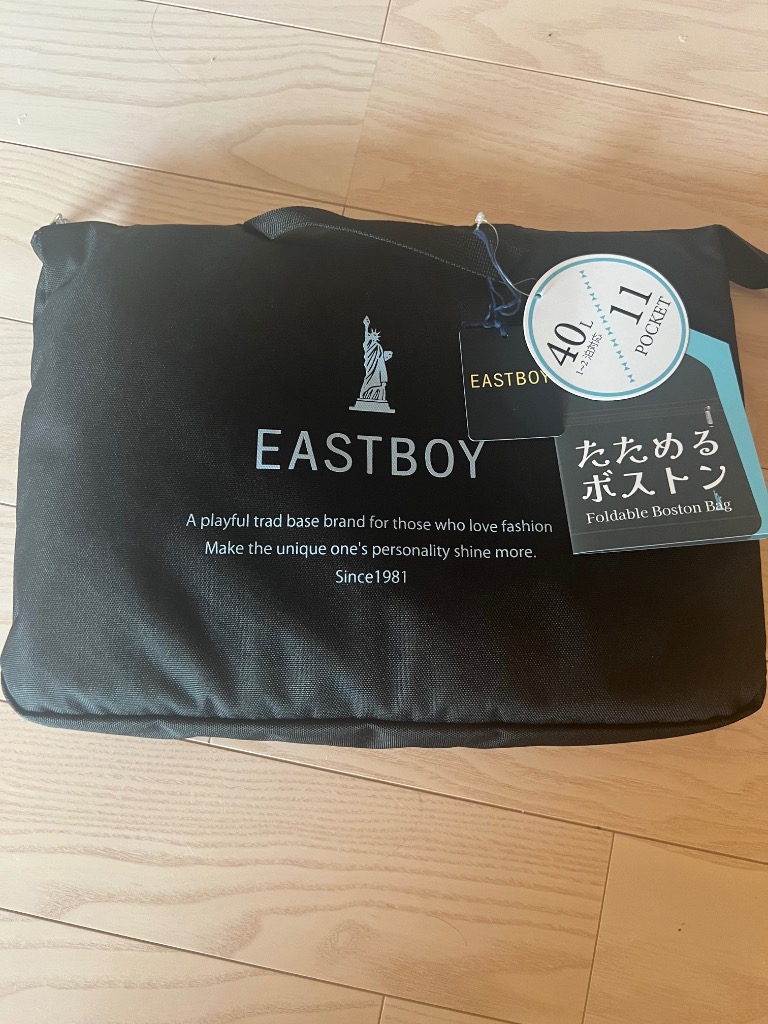 EASTBOY
A playful trad base brand for those who love fashion
Make the unique one's personality shine more.
Since1981
EASTBOY
40L
1~2泊対応
11
POCKET
たためる
ボストン
Foldable Boston Bag